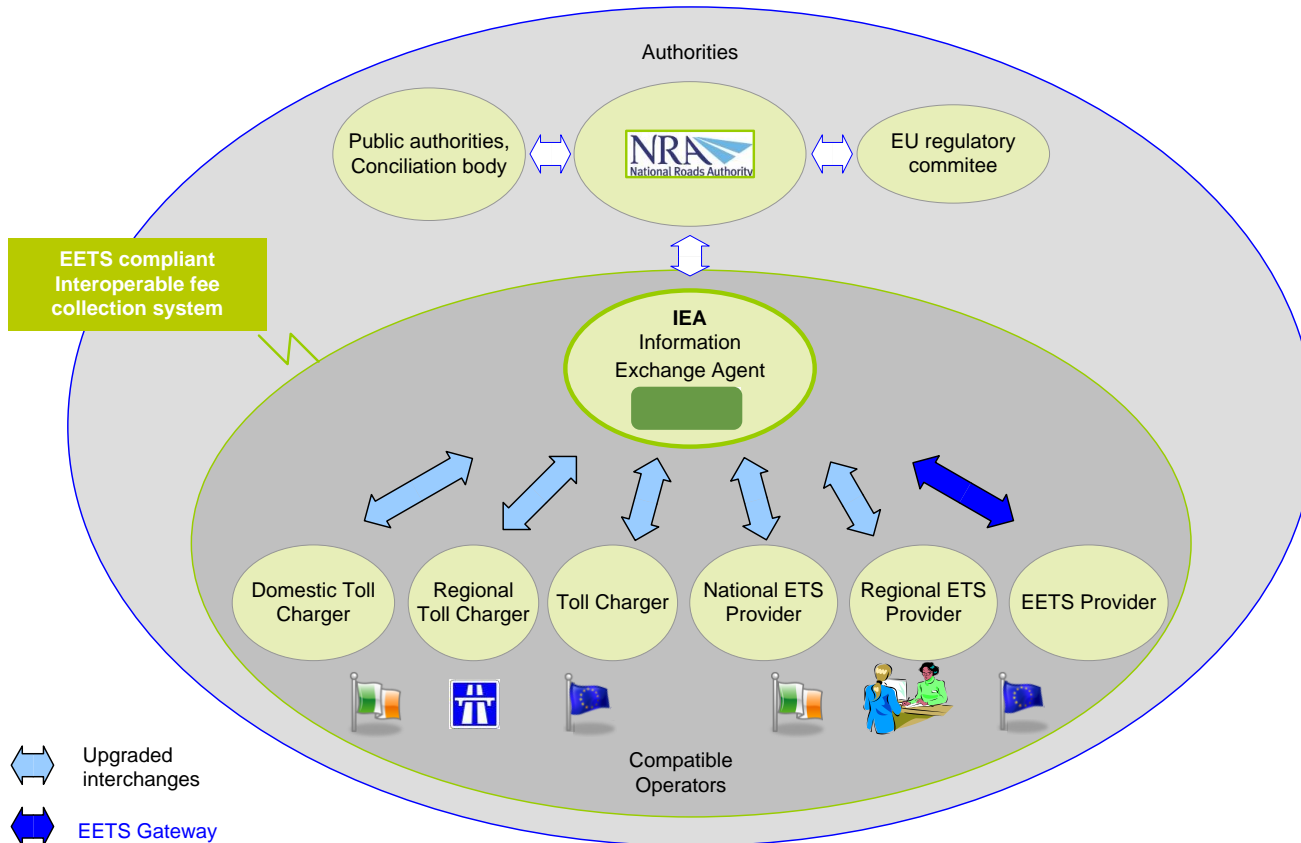 Authorities
Public authorities,
Conciliation body
NRA
National Roads Authority
EU regulatory
commitee
EETS compliant
Interoperable fee
collection system
IEA
Information
Exchange Agent
Domestic Toll
Charger
Regional
Toll Charger
Toll Charger
National ETS
Provider
Regional ETS
Provider
EETS Provider
Compatible
Operators
Upgraded
interchanges
EETS Gateway